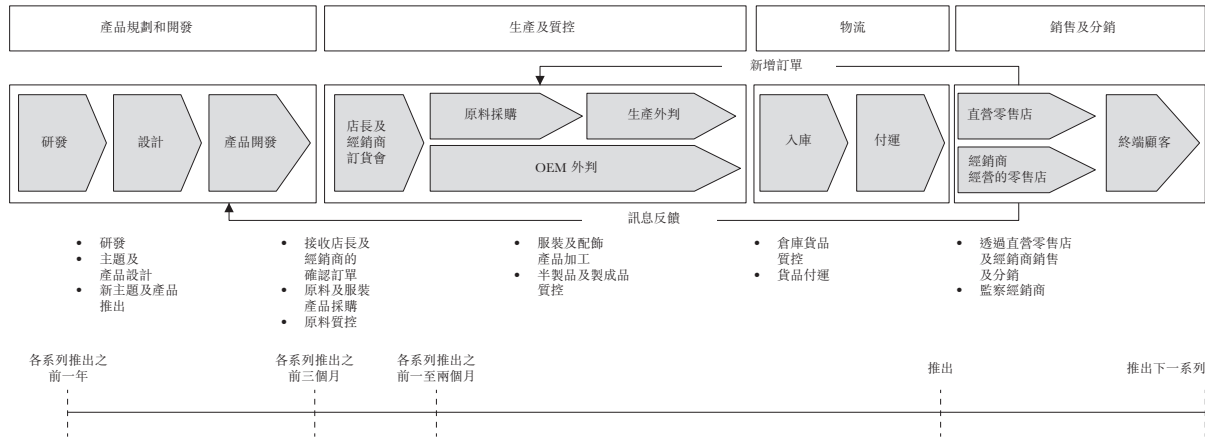 產品規劃和開發
生產及質控
物流
銷售及分銷
新增訂單
研發
設計
產品開發
店長及
經銷商
訂貨會
原料採購
生產外判
OEM 外判
入庫
付運
直營零售店
經銷商
經營的零售店
終端顧客
訊息反饋
• 研發
• 主題及
產品設計
• 新主題及產品
推出
• 接收店長及
經銷商的
確認訂單
• 原料及服裝
產品採購
• 原料質控
• 服裝及配飾
產品加工
• 半製品及製成品
質控
• 倉庫貨品
質控
• 貨品付運
• 透過直營零售店
及經銷商銷售
及分銷
• 監察經銷商
各系列推出之
前一年
各系列推出之
前三個月
各系列推出之
前一至兩個月
推出
推出下一系列